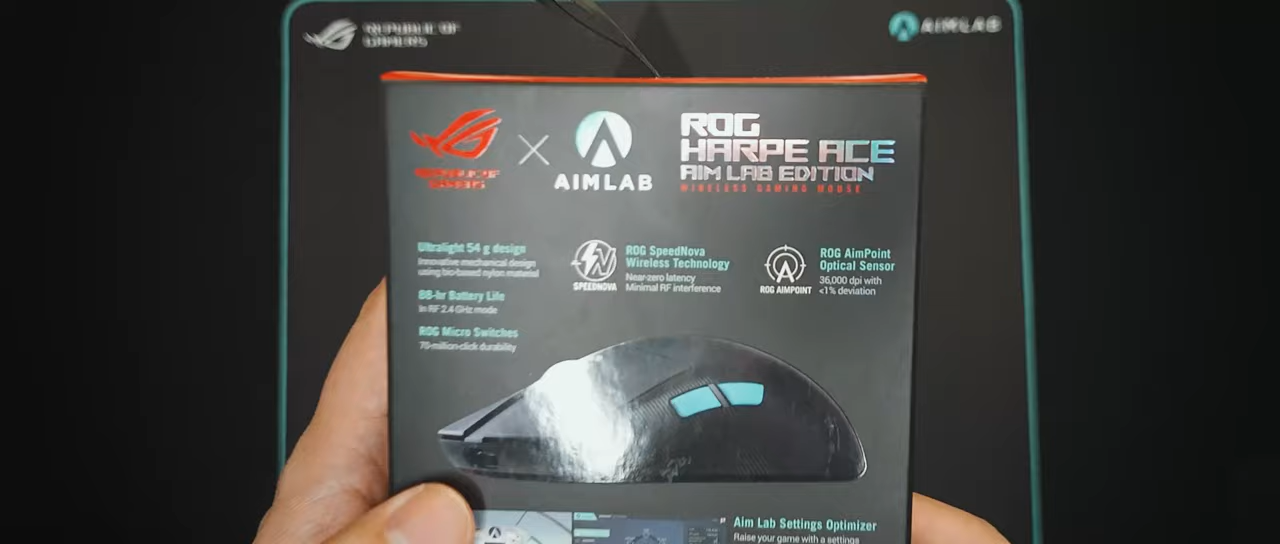 REPUBLIC OF
GAMERS
AIMLAB
REPUBLIC OF
GAMERS
AIMLAB
ROG
HARPE ACE
AIM LAB EDITION
WIRELESS GAMING MOUSE
Ultralight 54 g design
Innovative mechanical design
using bio-based nylon material
88-hr Battery Life
In RF 2.4 GHz mode
ROG Micro Switches
70-million-click durability
SPEEDNOVA
ROG SpeedNova
Wireless Technology
Near-zero latency
Minimal RF interference
ROG AIMPOINT
ROG AimPoint
Optical Sensor
36,000 dpi with
<1% deviation
Aim Lab Settings Optimizer
Raise your game with a settings